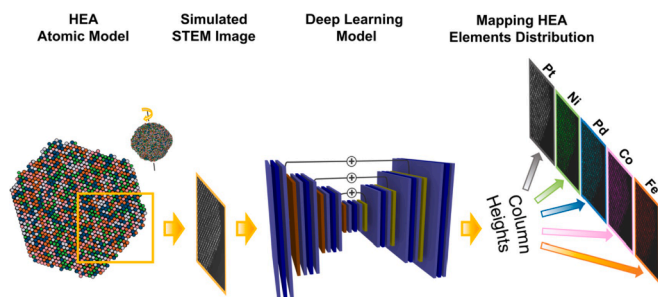 HEA
Atomic Model
Simulated
STEM Image
Deep Learning
Model
Mapping HEA
Elements Distribution
Pt
Ni
Pd
Co
Fe
Column
Heights